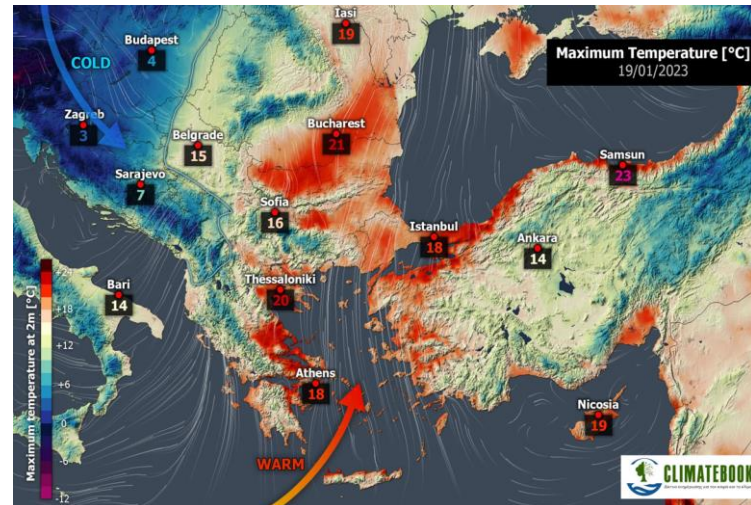 Maximum Temperature [°C]
19/01/2023
Iasi
19
Budapest
4
COLD
Zagreb
3
Belgrade
15
Bucharest
21
Samsun
23
Sarajevo
7
Sofia
16
Istanbul
18
Ankara
14
Bari
14
Thessaloniki
20
Athens
18
Nicosia
19
WARM
Maximum temperature at 2m [°C]
+24
+18
+12
+6
0
-6
-12
CLIMATEBOOK